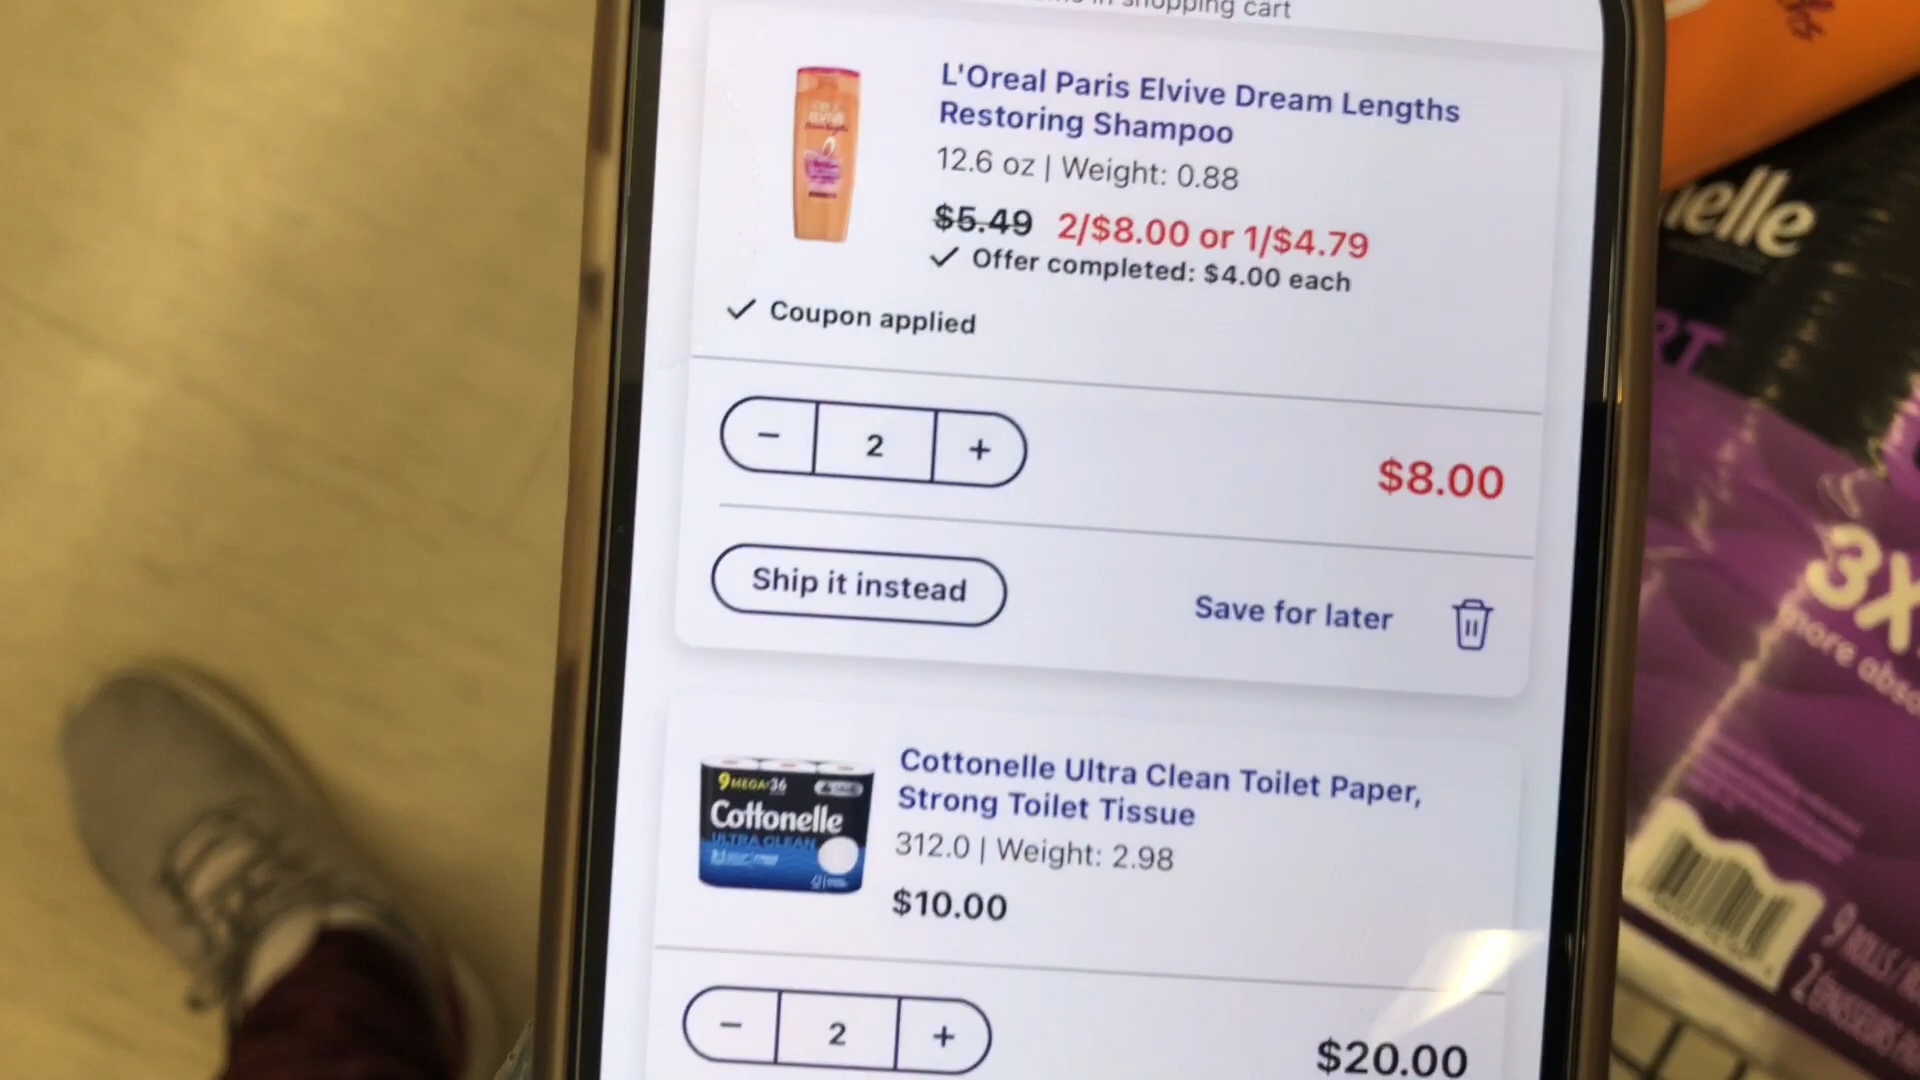 shopping cart
L'Oreal Paris Elvive Dream Lengths
Restoring Shampoo
12.6 oz | Weight: 0.88
$5.49 2/$8.00 or 1/$4.79
✓ Offer completed: $4.00 each
✓ Coupon applied
− 2 +
$8.00
Ship it instead
Save for later
Cottonelle Ultra Clean Toilet Paper,
Strong Toilet Tissue
312.0 | Weight: 2.98
$10.00
9 MEGA=36
Cottonelle
ULTRA CLEAN
− 2 +
$20.00
elle
RT
3X
more abso
9 ROLLS/